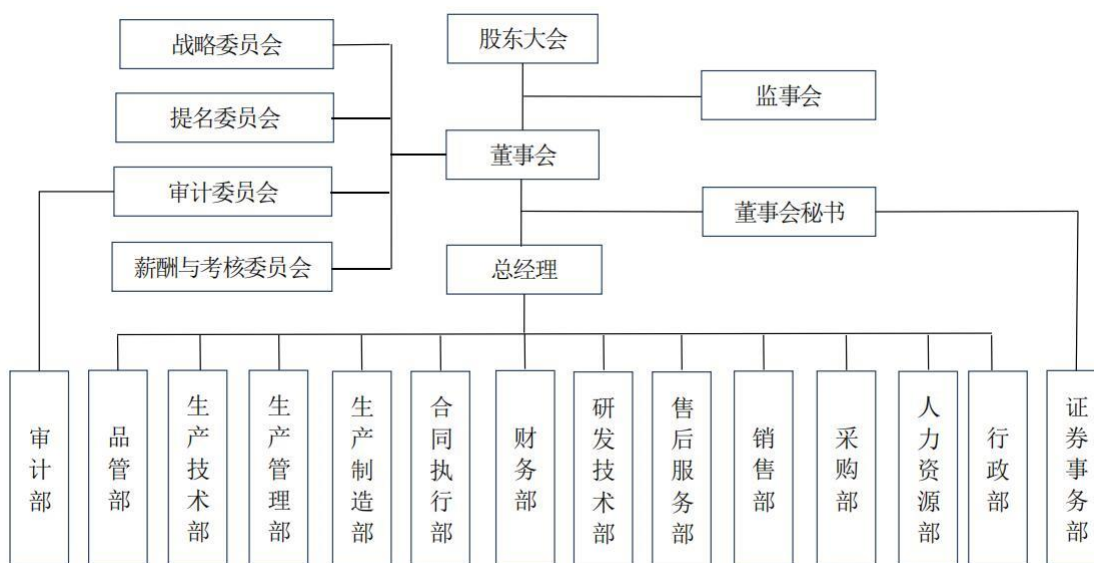 战略委员会
股东大会
提名委员会
监事会
董事会
审计委员会
董事会秘书
薪酬与考核委员会
总经理
审计部
品管部
生产技术部
生产管理部
生产制造部
合同执行部
财务部
研发技术部
售后服务部
销售部
采购部
人力资源部
行政部
证券事务部